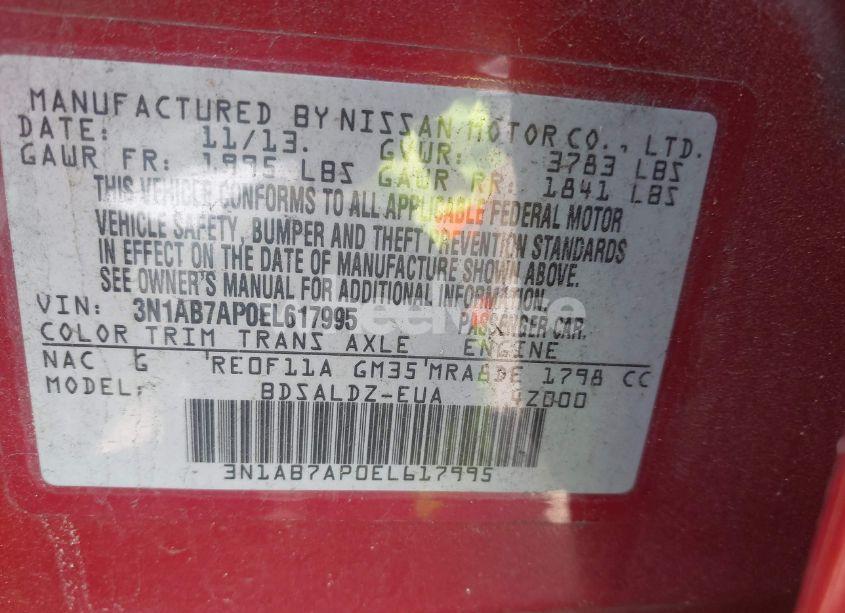 MANUFACTURED BY NISSAN MOTOR CO., LTD.
DATE: 11/13. GVWR: 3783 LBS
GAWR FR: 1995 LBS GAWR RR: 1841 LBS
THIS VEHICLE CONFORMS TO ALL APPLICABLE FEDERAL MOTOR
VEHICLE SAFETY, BUMPER AND THEFT PREVENTION STANDARDS
IN EFFECT ON THE DATE OF MANUFACTURE SHOWN ABOVE.
SEE OWNER'S MANUAL FOR ADDITIONAL INFORMATION.
VIN: 3N1AB7AP0EL617995 PASSENGER CAR.
COLOR TRIM TRANS AXLE ENGINE
NAC G RE0F11A GM35 MRA8DE 1798 CC
MODEL: BDSALDZ-EUA 4Z000
3N1AB7AP0EL617995